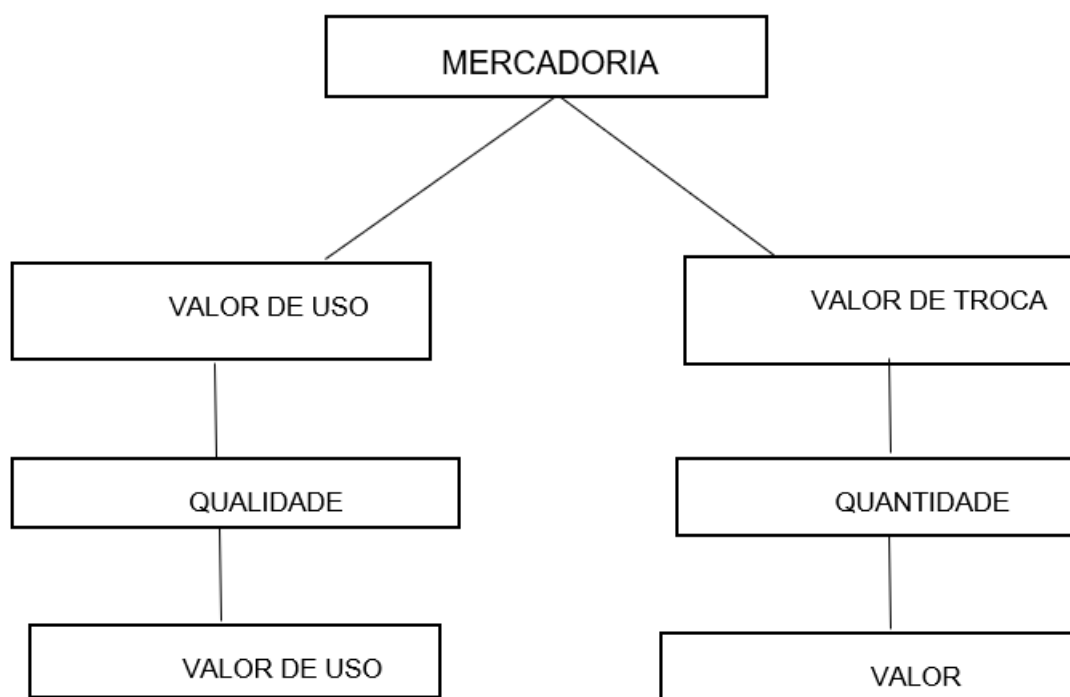 MERCADORIA
VALOR DE USO
VALOR DE TROCA
QUALIDADE
QUANTIDADE
VALOR DE USO
VALOR